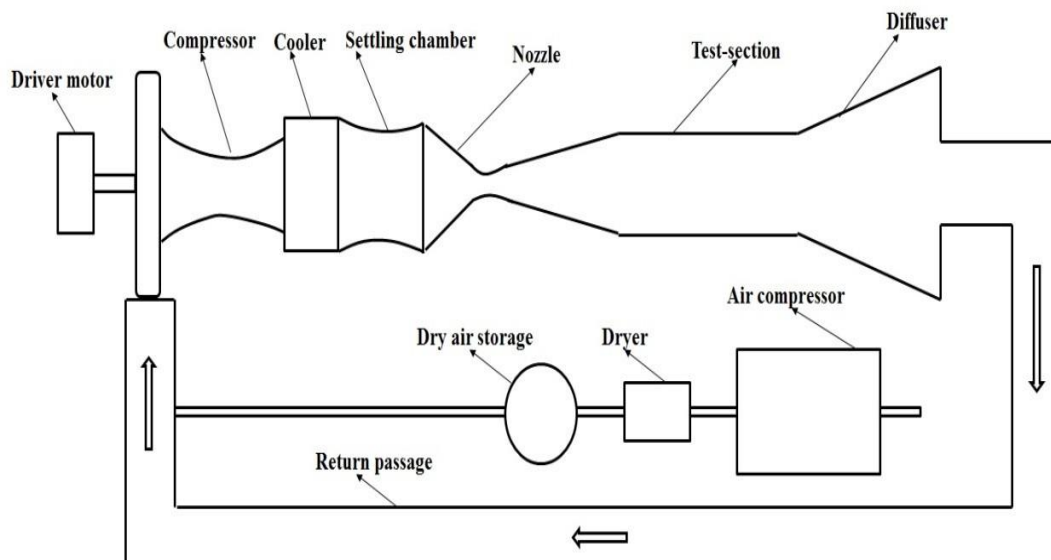 Driver motor
Compressor
Cooler
Settling chamber
Nozzle
Test-section
Diffuser
Air compressor
Dryer
Dry air storage
Return passage